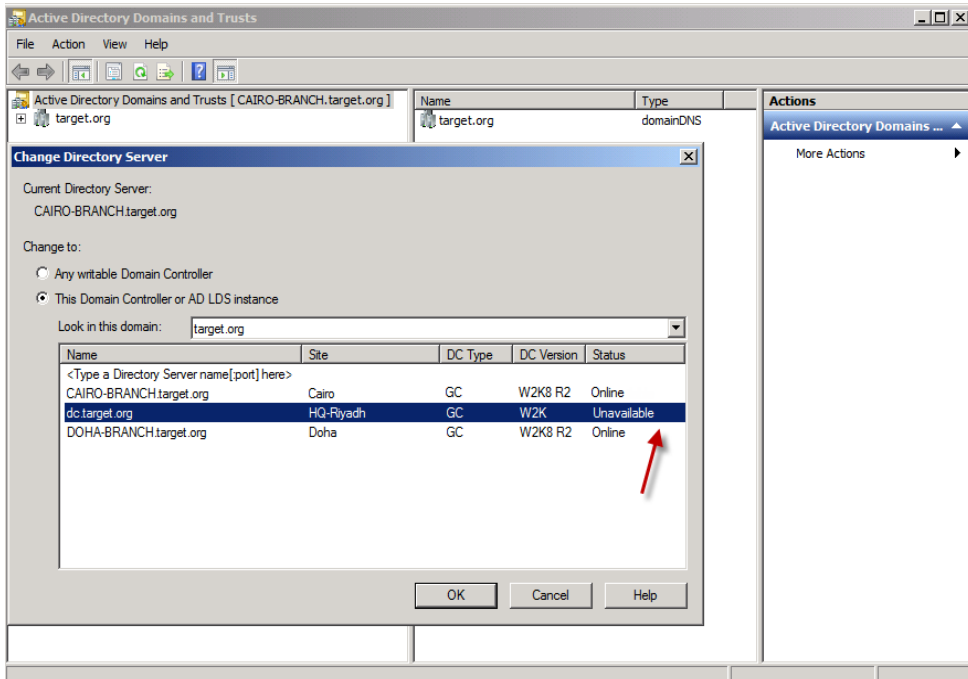 Active Directory Domains and Trusts
File Action View Help
Active Directory Domains and Trusts [ CAIRO-BRANCH.target.org ]
target.org
Name Type
target.org domainDNS
Actions
Active Directory Domains ...
More Actions
Change Directory Server
Current Directory Server:
CAIRO-BRANCH.target.org
Change to:
Any writable Domain Controller
This Domain Controller or AD LDS instance
Look in this domain: target.org
Name Site DC Type DC Version Status
<Type a Directory Server name[:port] here>
CAIRO-BRANCH.target.org Cairo GC W2K8 R2 Online
dc.target.org HQ-Riyadh GC W2K Unavailable
DOHA-BRANCH.target.org Doha GC W2K8 R2 Online
OK Cancel Help